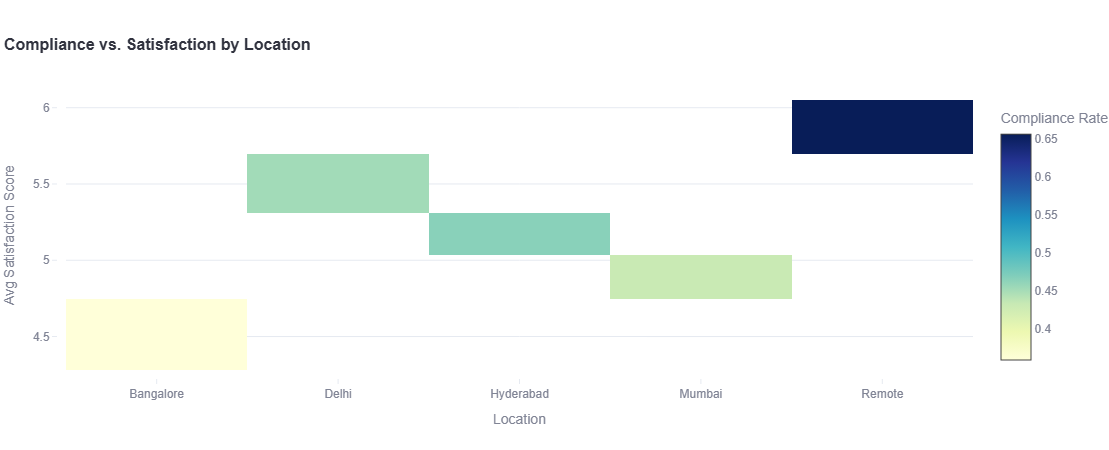 Compliance vs. Satisfaction by Location
Avg Satisfaction Score
6
5.5
5
4.5
Bangalore
Delhi
Hyderabad
Mumbai
Remote
Location
Compliance Rate
0.65
0.6
0.55
0.5
0.45
0.4